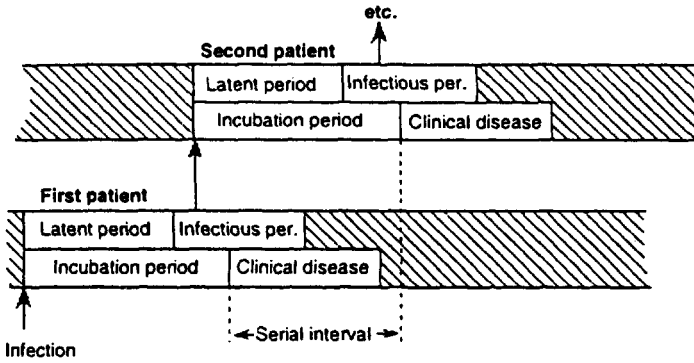 etc.
Second patient
Latent period
Infectious per.
Incubation period
Clinical disease
First patient
Latent period
Infectious per.
Incubation period
Clinical disease
Serial interval
Infection